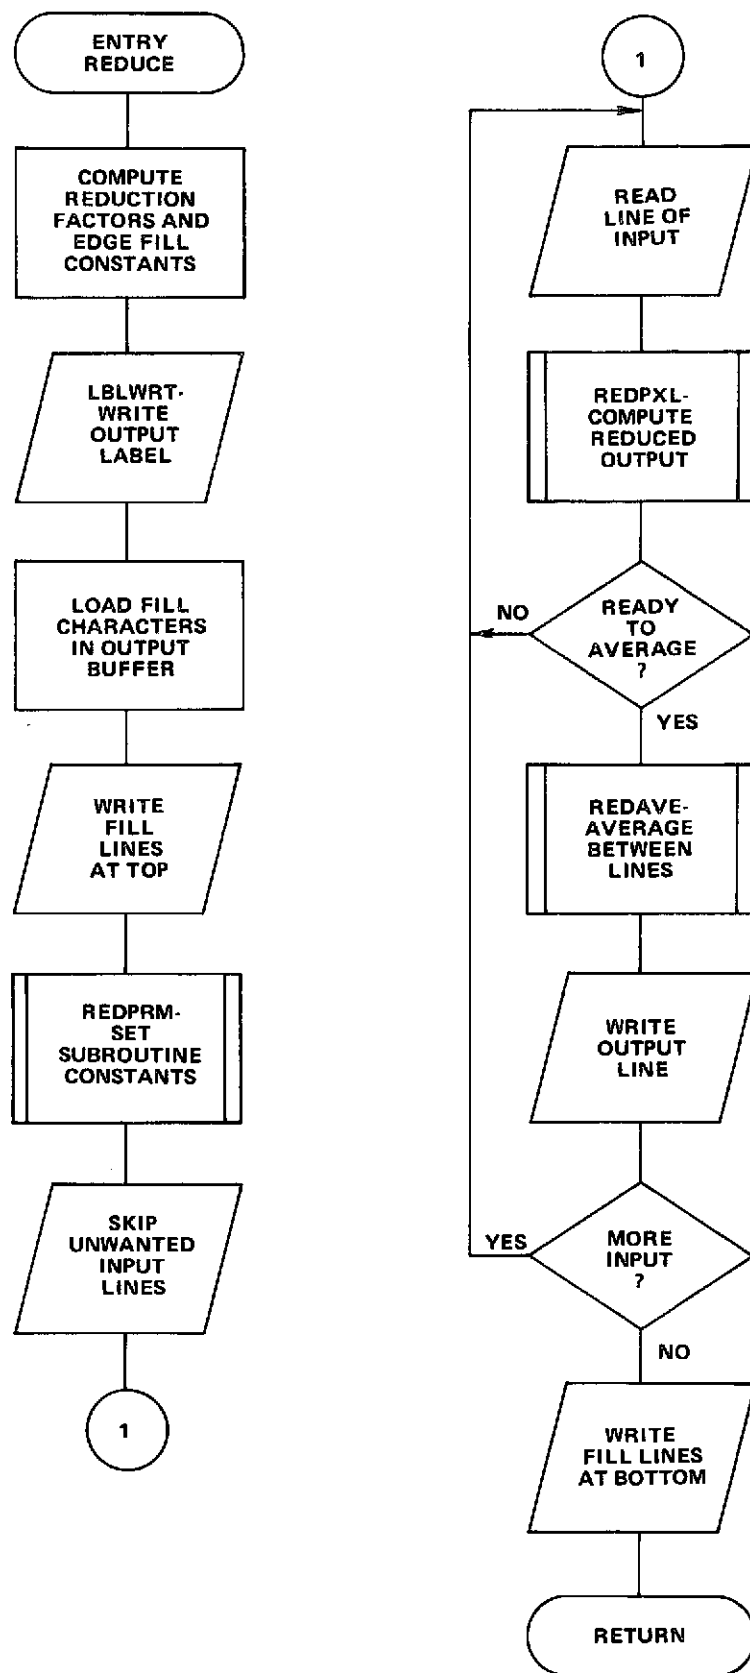 ENTRY
REDUCE
COMPUTE
REDUCTION
FACTORS AND
EDGE FILL
CONSTANTS
LBLWRT-
WRITE
OUTPUT
LABEL
LOAD FILL
CHARACTERS
IN OUTPUT
BUFFER
WRITE
FILL
LINES
AT TOP
REDPRM-
SET
SUBROUTINE
CONSTANTS
SKIP
UNWANTED
INPUT
LINES
1
1
READ
LINE OF
INPUT
REDPXL-
COMPUTE
REDUCED
OUTPUT
NO
READY
TO
AVERAGE
?
YES
REDAVE-
AVERAGE
BETWEEN
LINES
WRITE
OUTPUT
LINE
YES
MORE
INPUT
?
NO
WRITE
FILL LINES
AT BOTTOM
RETURN